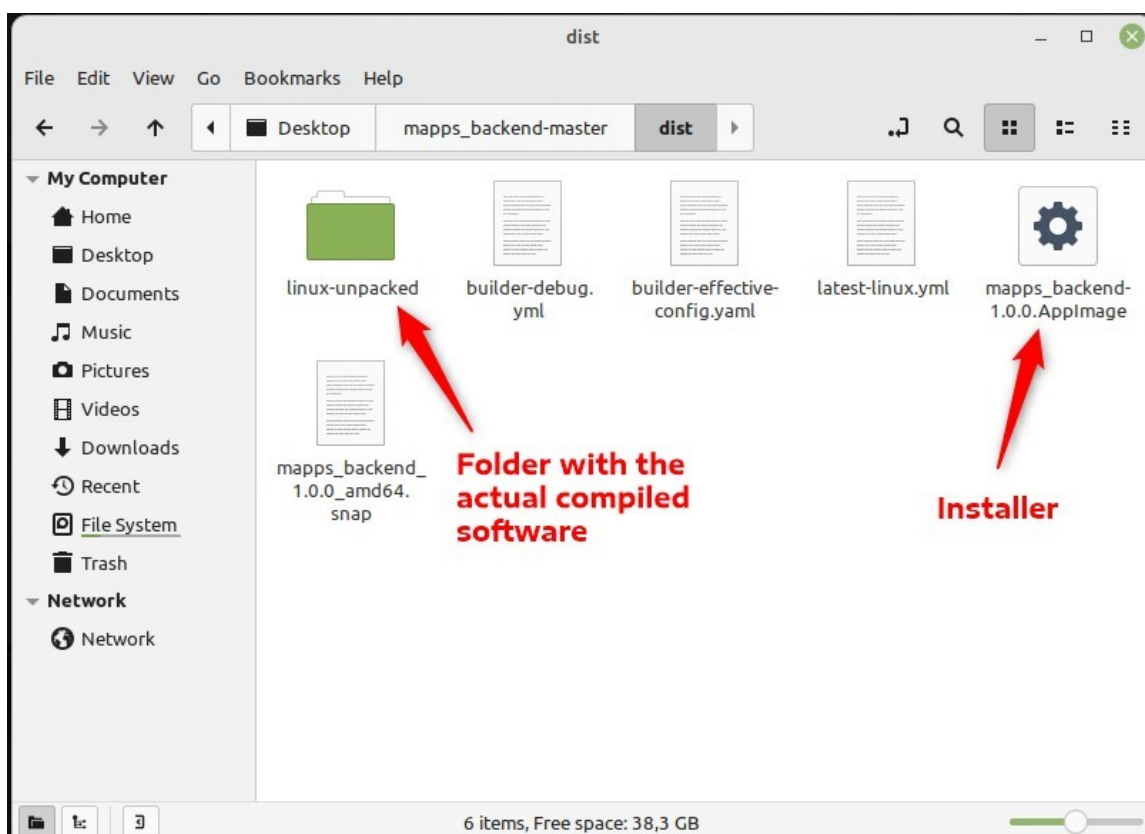 dist
File Edit View Go Bookmarks Help
Desktop mapps_backend-master dist
My Computer
Home
Desktop
Documents
Music
Pictures
Videos
Downloads
Recent
File System
Trash
Network
Network
linux-unpacked
builder-debug.
yml
builder-effective-
config.yaml
latest-linux.yml
mapps_backend-
1.0.0.AppImage
mapps_backend_
1.0.0_amd64.
snap
Folder with the
actual compiled
software
Installer
6 items, Free space: 38,3 GB